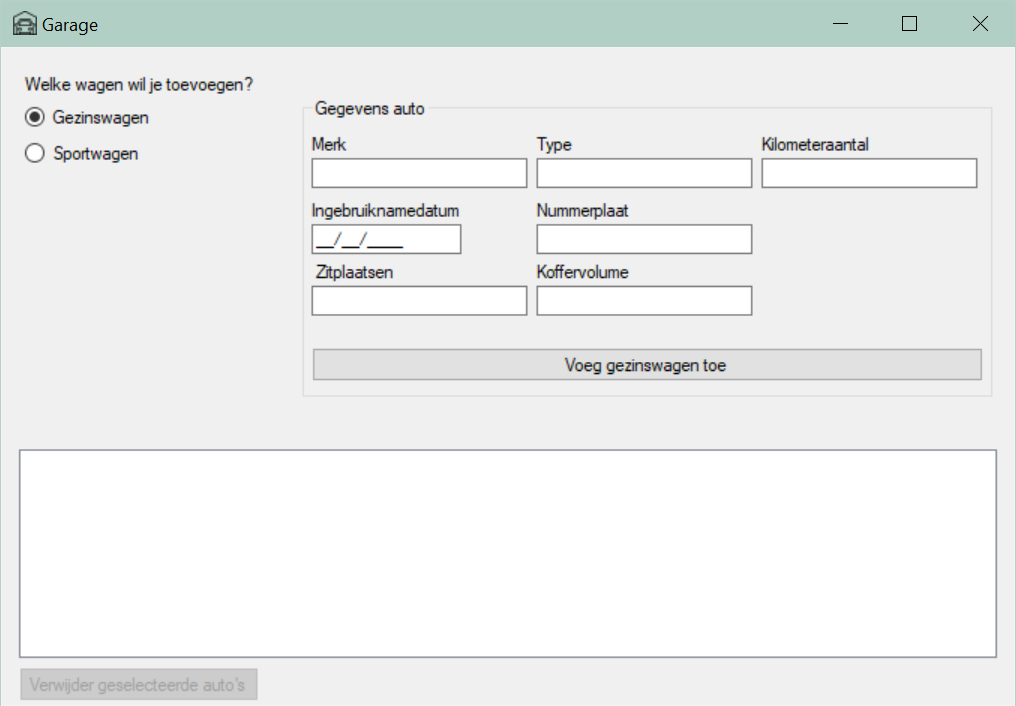 Garage
Welke wagen wil je toevoegen?
Gezinswagen
Sportwagen
Gegevens auto
Merk Type Kilometeraantal
Ingebruiknamedatum Nummerplaat
__/__/____
Zitplaatsen Koffervolume
Voeg gezinswagen toe
Verwijder geselecteerde auto's